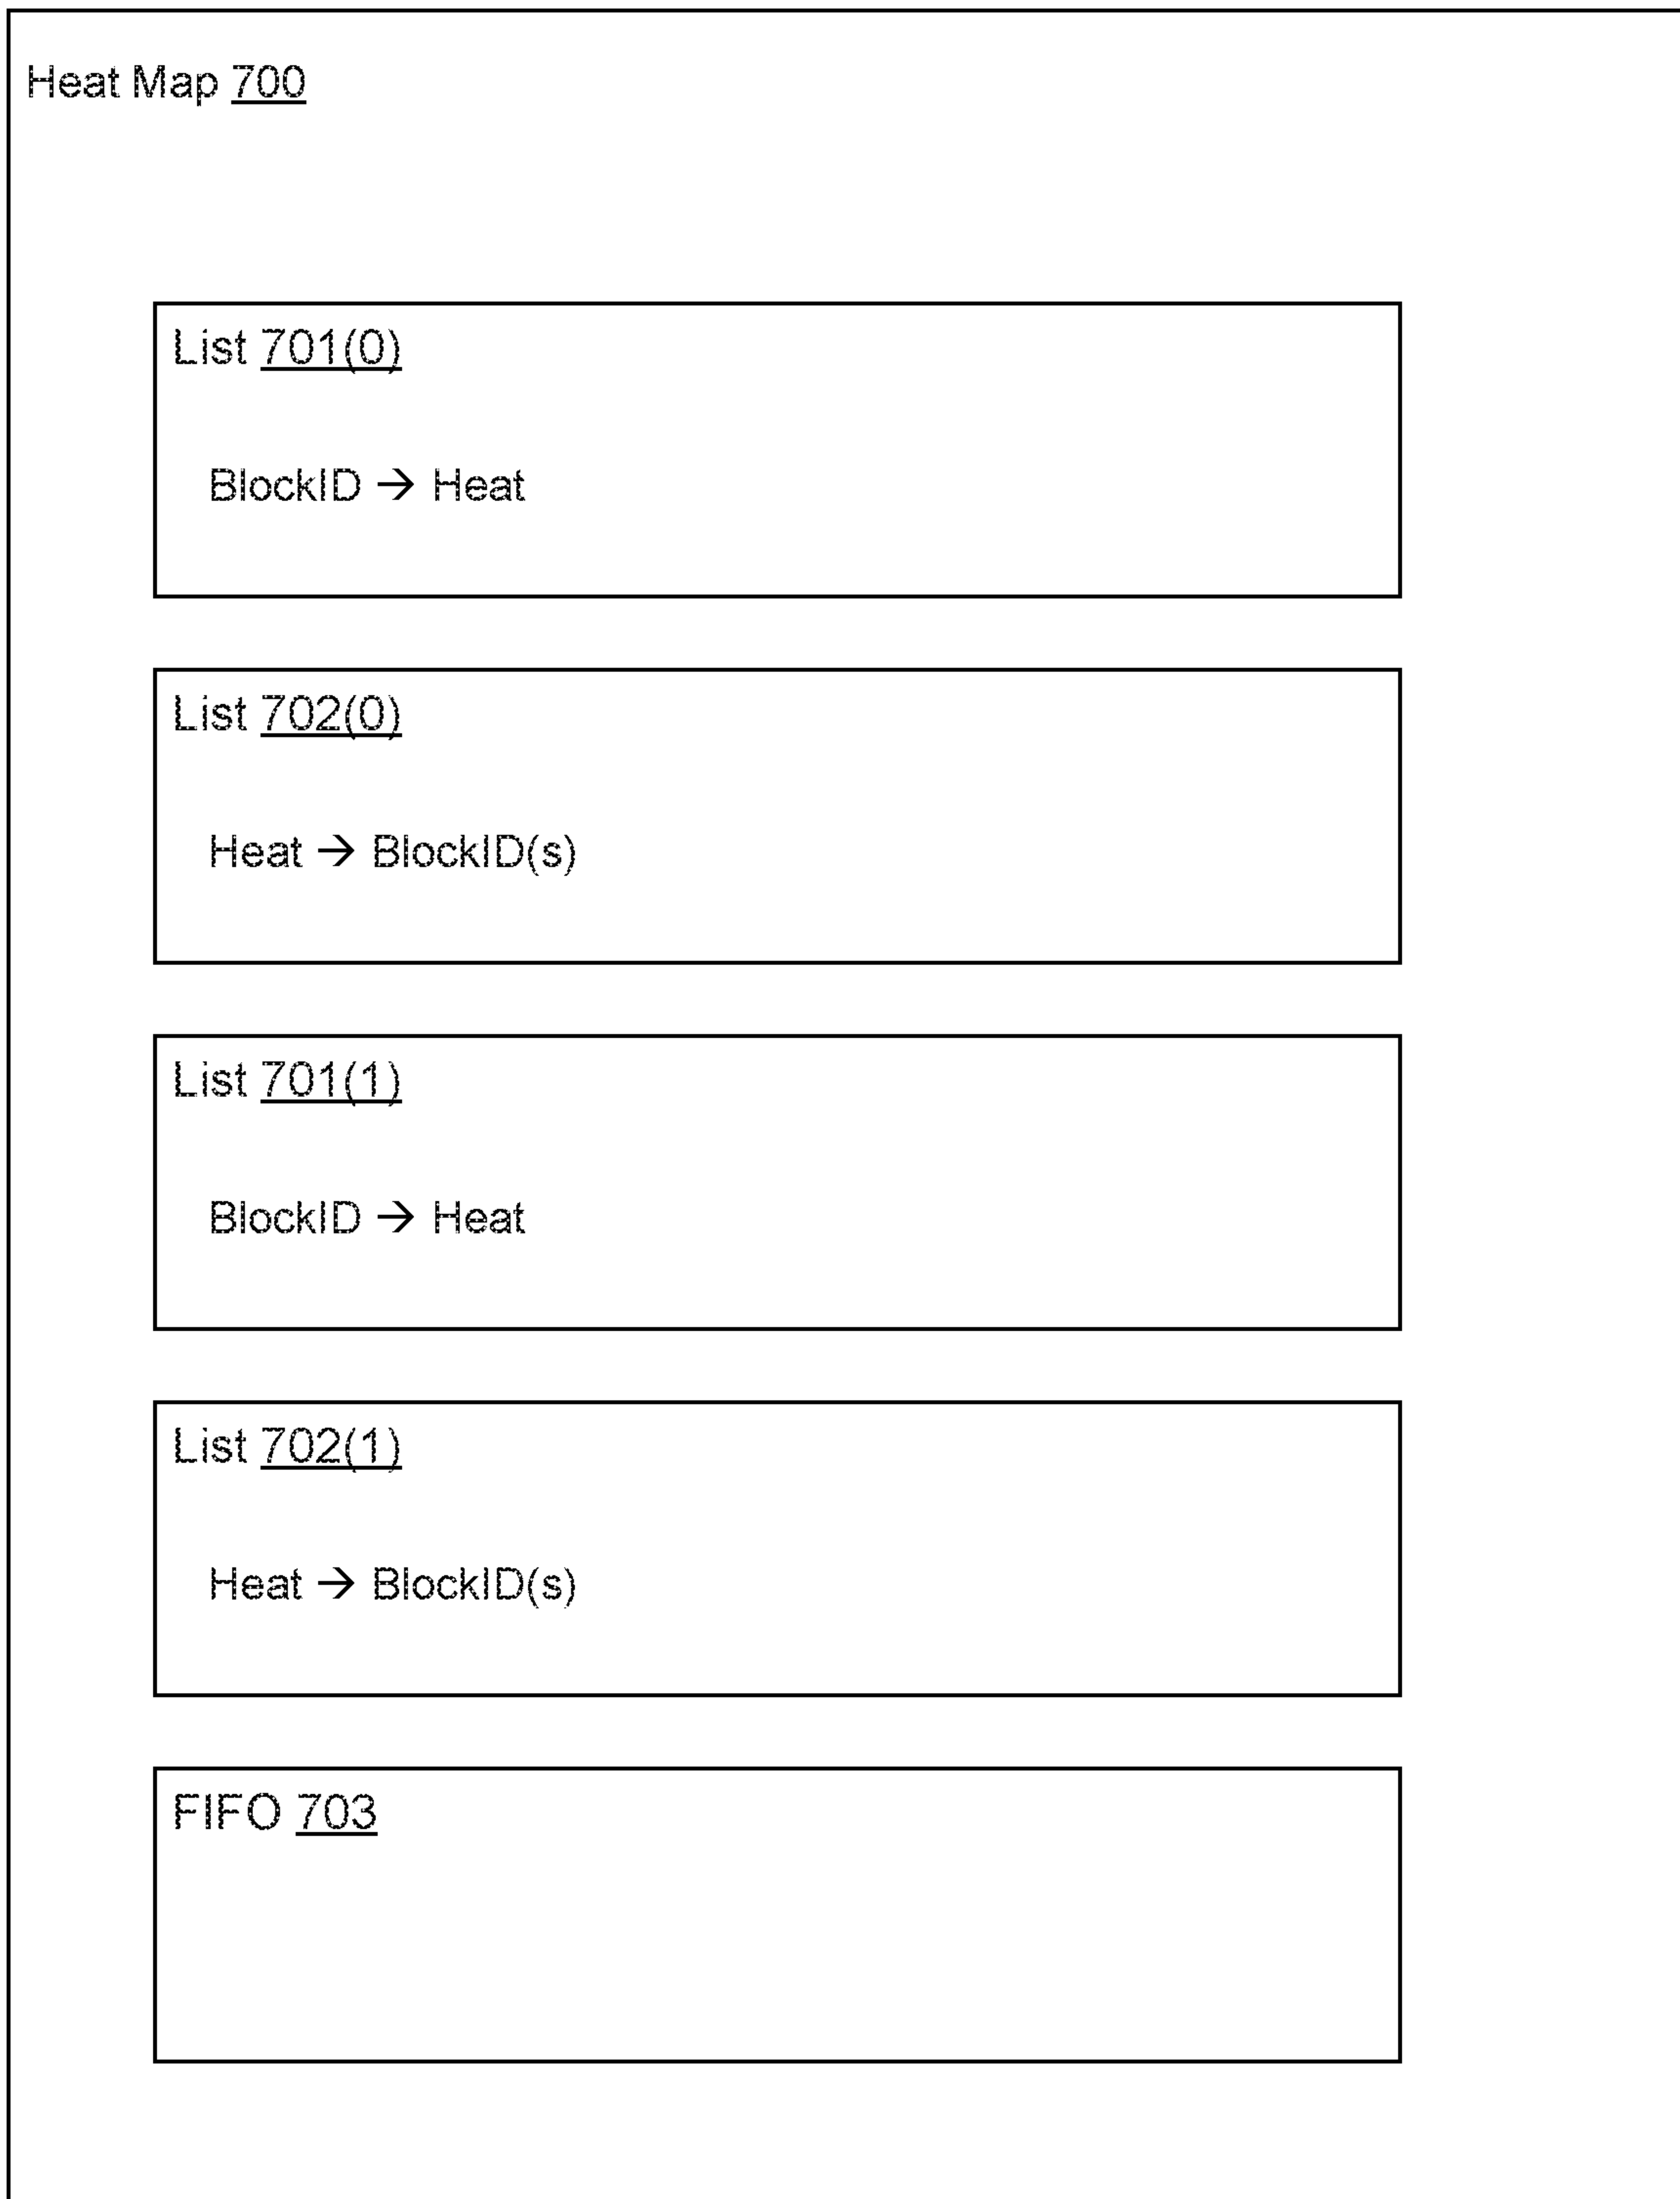 Heat Map 700
List 701(0)
BlockID → Heat
List 702(0)
Heat → BlockID(s)
List 701(1)
BlockID → Heat
List 702(1)
Heat → BlockID(s)
FIFO 703